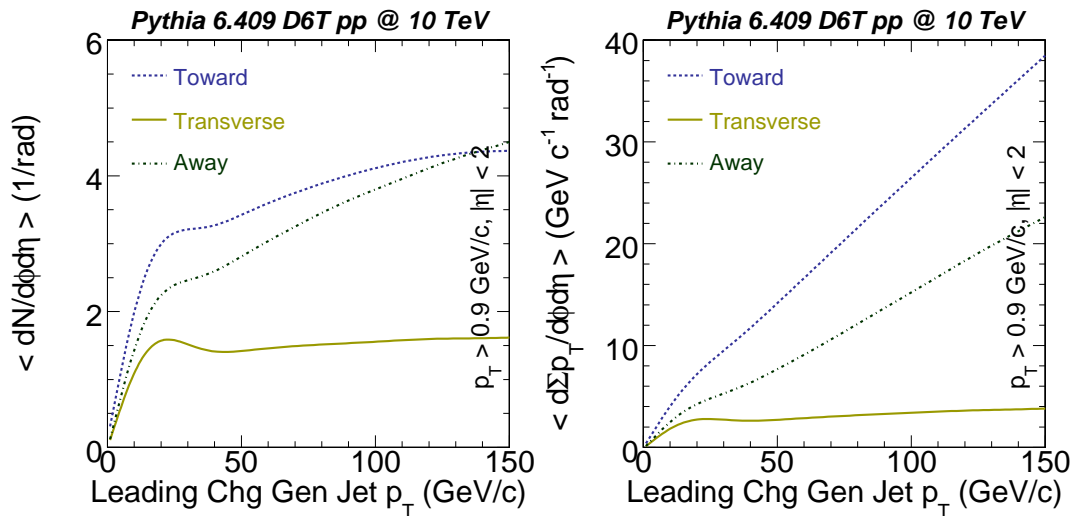 Pythia 6.409 D6T pp @ 10 TeV
< dN/dϕdη > (1/rad)
6
4
2
0
Toward
Transverse
Away
p_T > 0.9 GeV/c, |η| < 2
0 50 100 150
Leading Chg Gen Jet p_T (GeV/c)
Pythia 6.409 D6T pp @ 10 TeV
< dΣp_T/dϕdη > (GeV c⁻¹ rad⁻¹)
40
30
20
10
0
Toward
Transverse
Away
p_T > 0.9 GeV/c, |η| < 2
0 50 100 150
Leading Chg Gen Jet p_T (GeV/c)